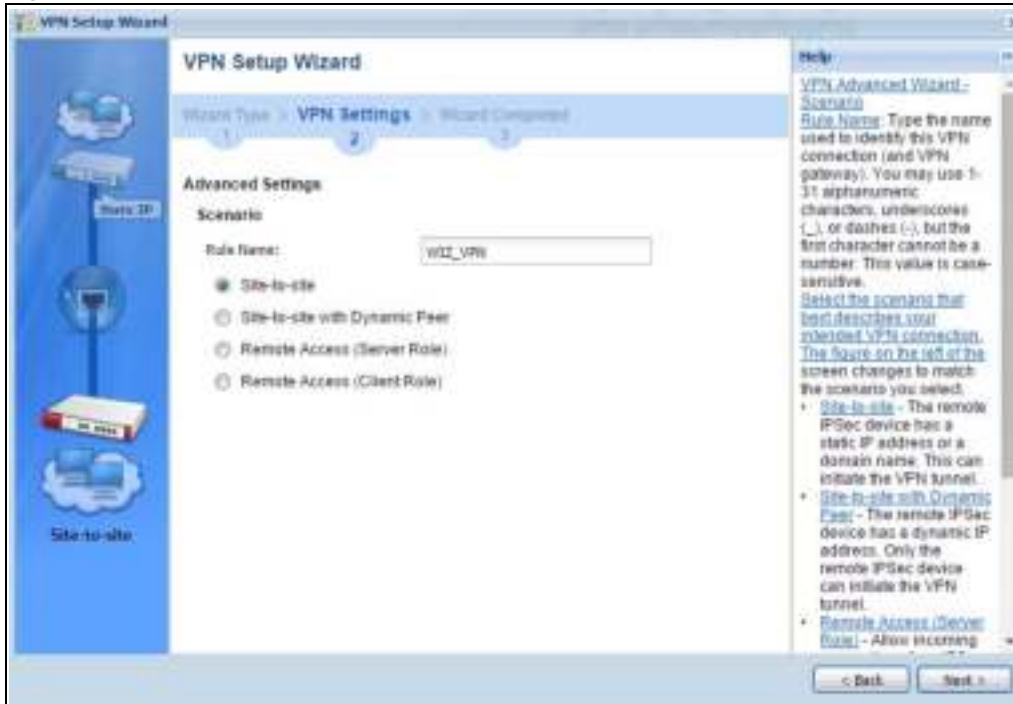 VPN Setup Wizard
VPN Setup Wizard
Wizard Type > VPN Settings > Wizard Completed
1 2 3
Advanced Settings
Scenario
Rule Name: WIZ_VPN
Site-to-site
Site-to-site with Dynamic Peer
Remote Access (Server Role)
Remote Access (Client Role)
Static IP
Site-to-site
Help
VPN Advanced Wizard -
Scenario
Rule Name: Type the name
used to identify this VPN
connection (and VPN
gateway). You may use 1-
31 alphanumeric
characters, underscores
(_), or dashes (-), but the
first character cannot be a
number. This value is case-
sensitive.
Select the scenario that
best describes your
intended VPN connection.
The figure on the left of the
screen changes to match
the scenario you select.
• Site-to-site - The remote
IPSec device has a
static IP address or a
domain name. This can
initiate the VPN tunnel.
• Site-to-site with Dynamic
Peer - The remote IPSec
device has a dynamic IP
address. Only the
remote IPSec device
can initiate the VPN
tunnel.
• Remote Access (Server
Role) - Allow incoming
< Back
Next >